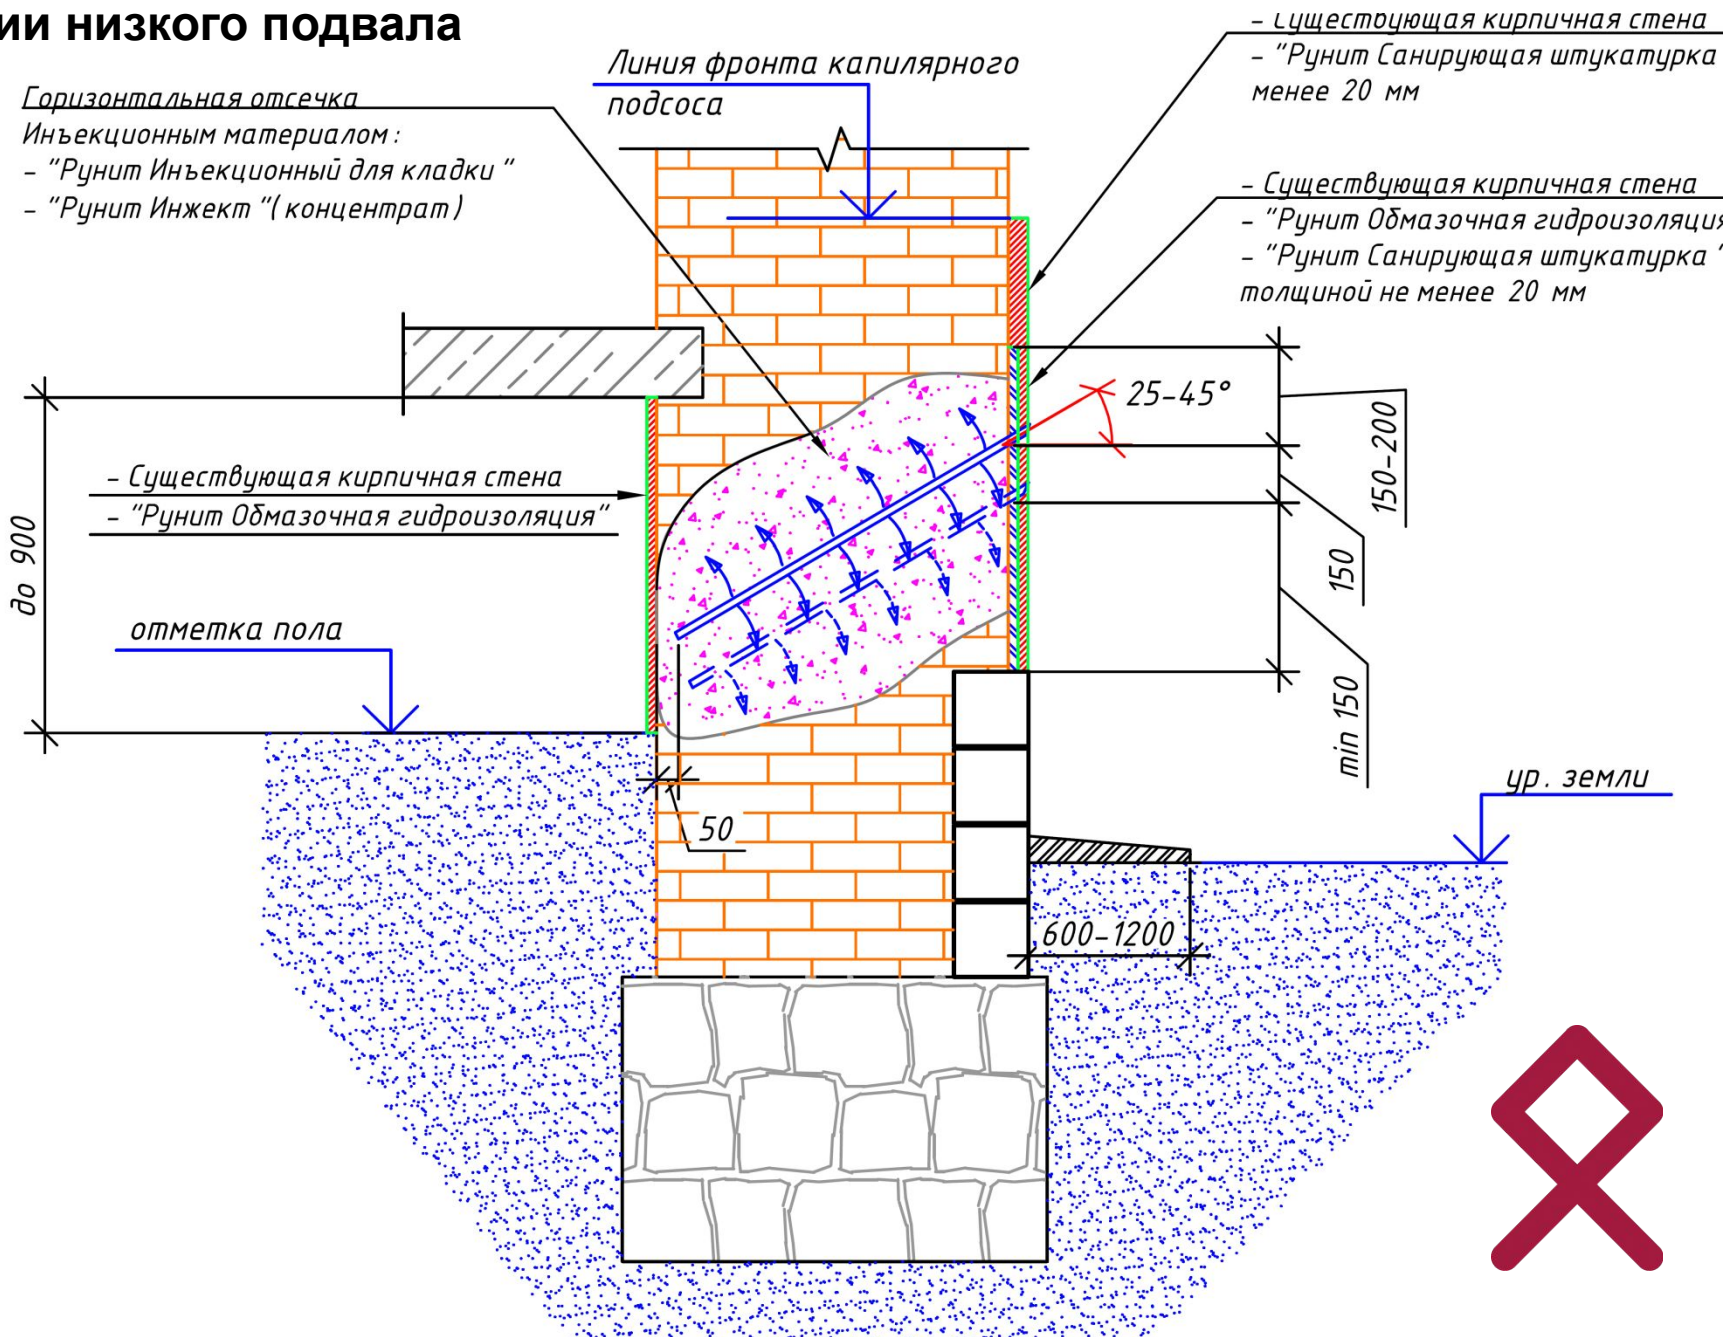 ии низкого подвала
Горизонтальная отсечка
Инъекционным материалом:
- "Рунит Инъекционный для кладки "
- "Рунит Инжект "(концентрат)
Линия фронта капилярного
подсоса
- Существующая кирпичная стена
- "Рунит Санирующая штукатурка
менее 20 мм
- Существующая кирпичная стена
- "Рунит Обмазочная гидроизоляция
- "Рунит Санирующая штукатурка "
толщиной не менее 20 мм
25-45°
150-200
150
min 150
- Существующая кирпичная стена
- "Рунит Обмазочная гидроизоляция"
до 900
отметка пола
50
ур. земли
600-1200